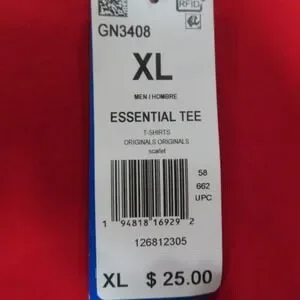 RFID
GN3408
XL
MEN / HOMBRE
ESSENTIAL TEE
T-SHIRTS
ORIGINALS ORIGINALS
scarlet
58
662
UPC
1 94818 16929 2
126812305
XL $ 25.00